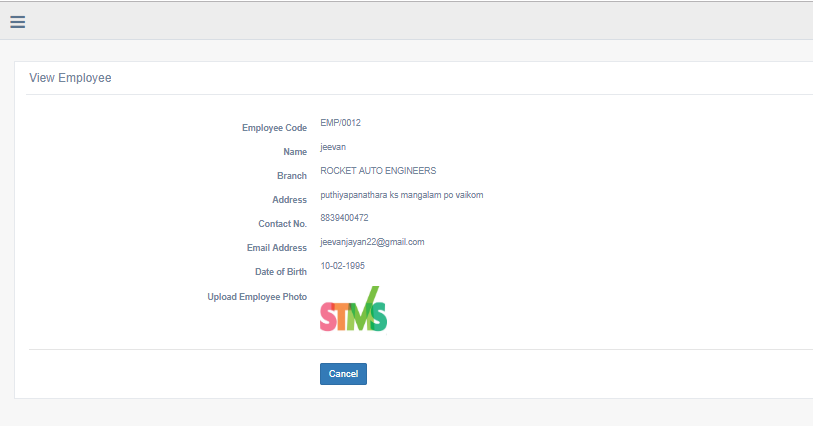 View Employee
Employee Code EMP/0012
Name jeevan
Branch ROCKET AUTO ENGINEERS
Address puthiyapanathara ks mangalam po vaikom
Contact No. 8839400472
Email Address jeevanjayan22@gmail.com
Date of Birth 10-02-1995
Upload Employee Photo
STMS
Cancel